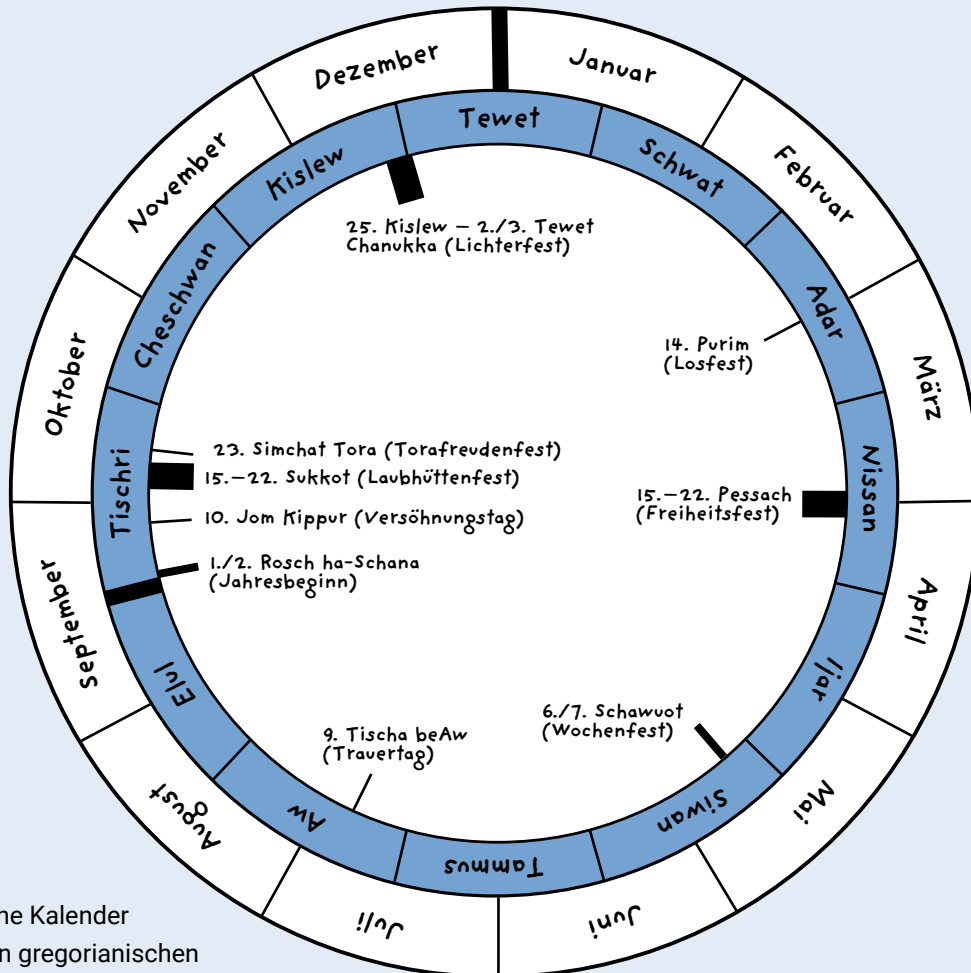 Dezember
Januar
November
Februar
Oktober
März
September
April
August
Mai
Juli
Juni
Tewet
Kislew
Schwat
Cheschwan
Adar
Tischri
Nissan
Elul
Ijar
Aw
Siwan
Tammus
25. Kislew – 2./3. Tewet
Chanukka (Lichterfest)
14. Purim
(Losfest)
23. Simchat Tora (Torafreudenfest)
15.–22. Sukkot (Laubhüttenfest)
10. Jom Kippur (Versöhnungstag)
1./2. Rosch ha-Schana
(Jahresbeginn)
15.–22. Pessach
(Freiheitsfest)
6./7. Schawuot
(Wochenfest)
9. Tischa beAw
(Trauertag)
ne Kalender
n gregorianischen